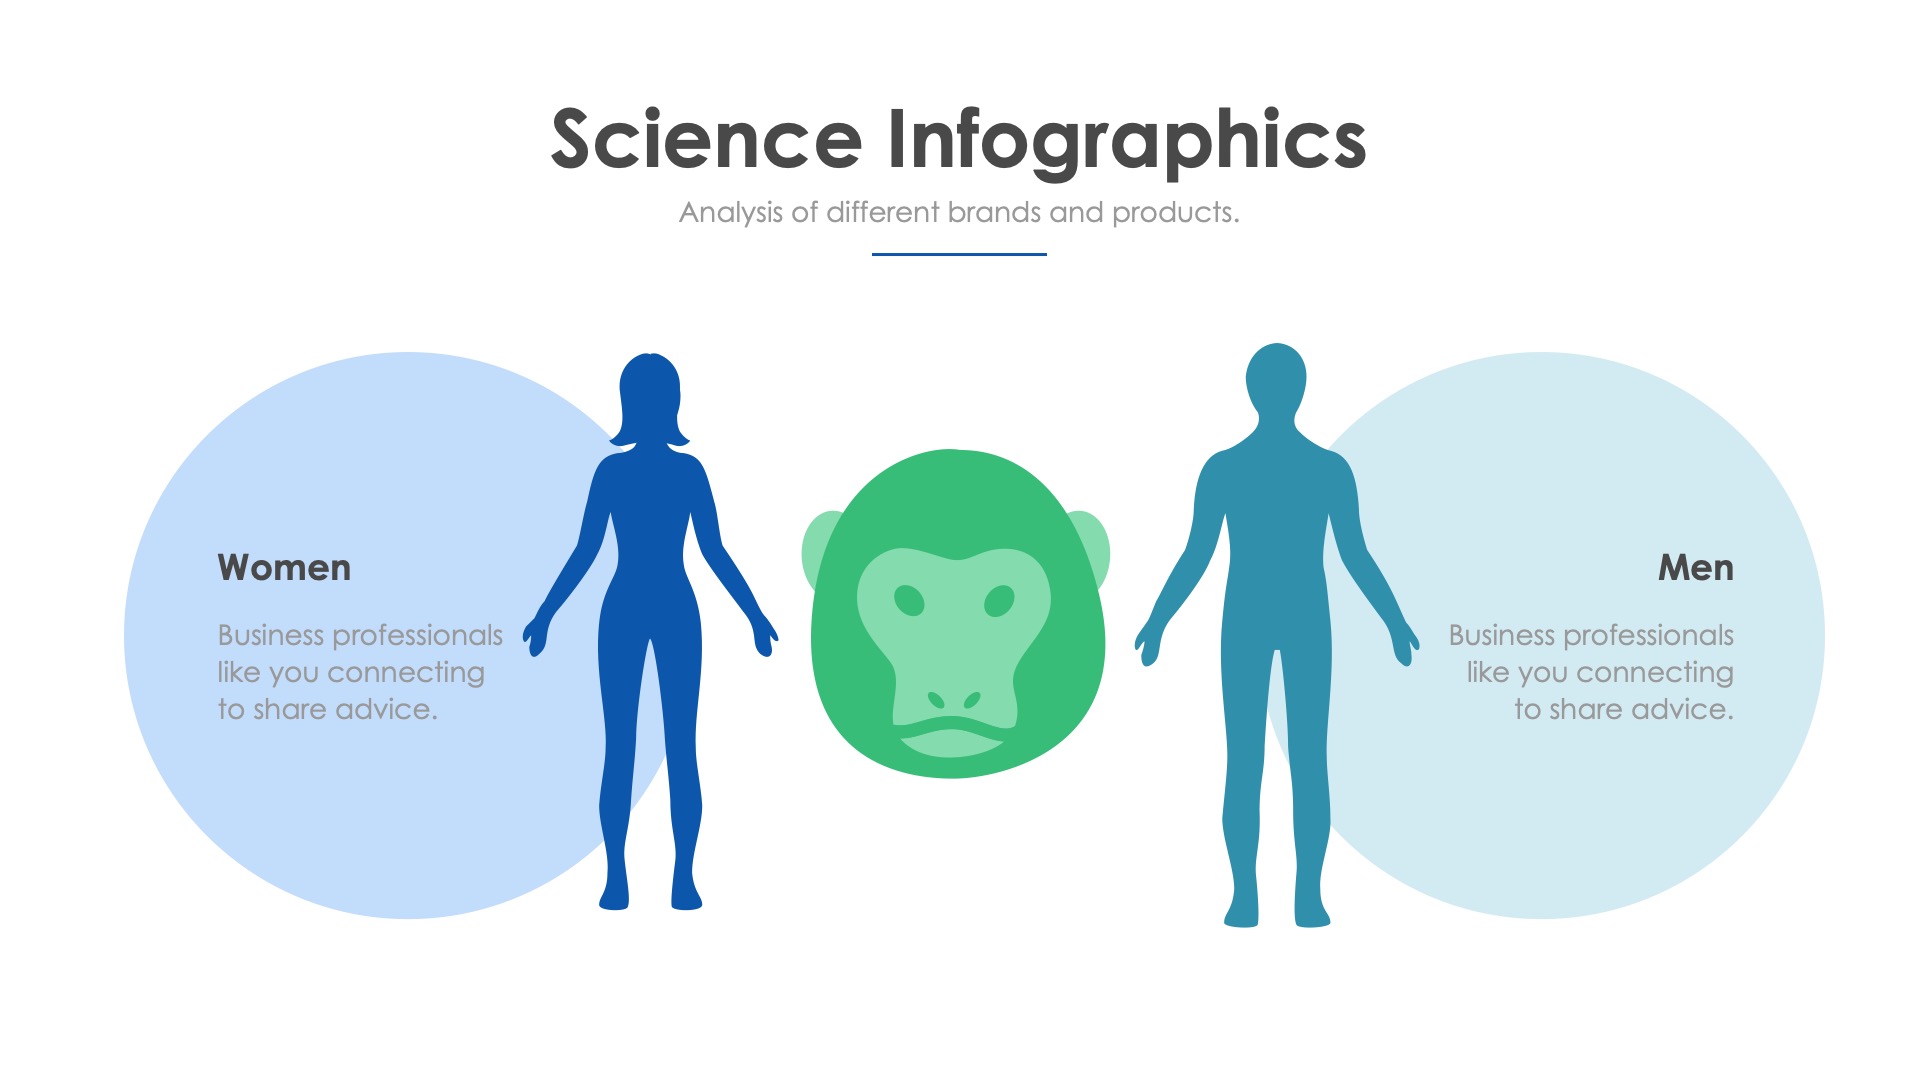 Science Infographics
Analysis of different brands and products.
Women
Business professionals
like you connecting
to share advice.
Men
Business professionals
like you connecting
to share advice.